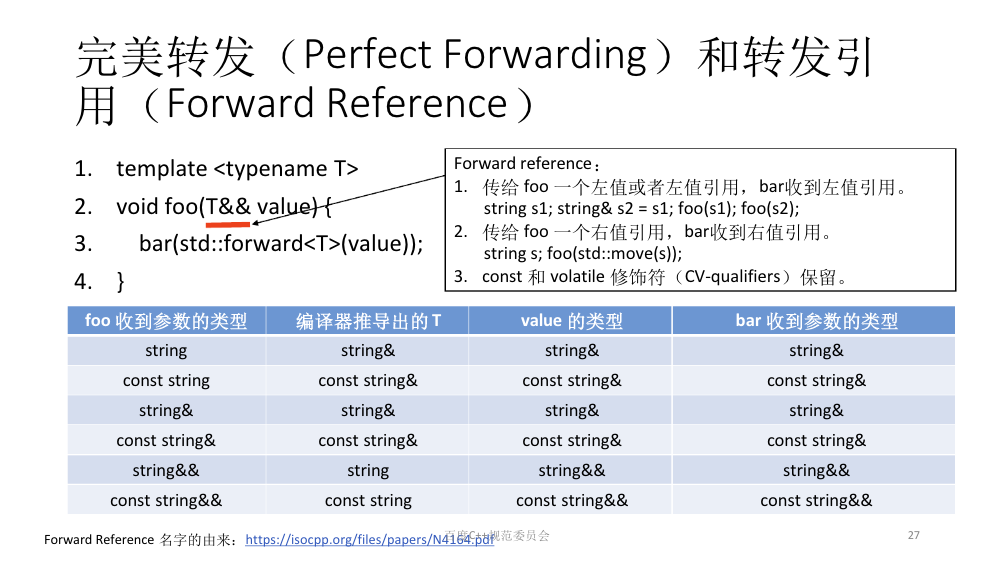 完美转发（Perfect Forwarding）和转发引
用（Forward Reference）
1. template <typename T>
2. void foo(T&& value) {
3. bar(std::forward<T>(value));
4. }
Forward reference：
1. 传给 foo 一个左值或者左值引用，bar收到左值引用。
string s1; string& s2 = s1; foo(s1); foo(s2);
2. 传给 foo 一个右值引用，bar收到右值引用。
string s; foo(std::move(s));
3. const 和 volatile 修饰符（CV-qualifiers）保留。
foo 收到参数的类型 编译器推导出的 T value 的类型 bar 收到参数的类型
string string& string& string&
const string const string& const string& const string&
string& string& string& string&
const string& const string& const string& const string&
string&& string string&& string&&
const string&& const string const string&& const string&&
Forward Reference 名字的由来：https://isocpp.org/files/papers/N4164.pdf
百度C++规范委员会
27